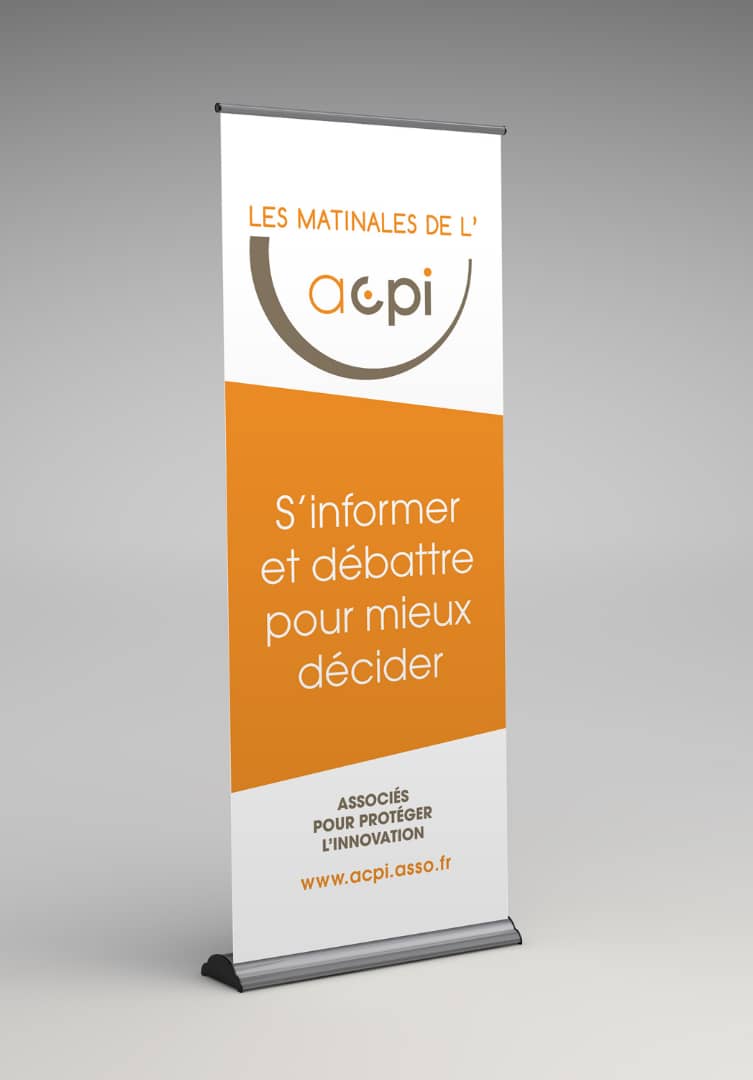 LES MATINALES DE L'
acpi
S'informer
et débattre
pour mieux
décider
ASSOCIÉS
POUR PROTÉGER
L'INNOVATION
www.acpi.asso.fr